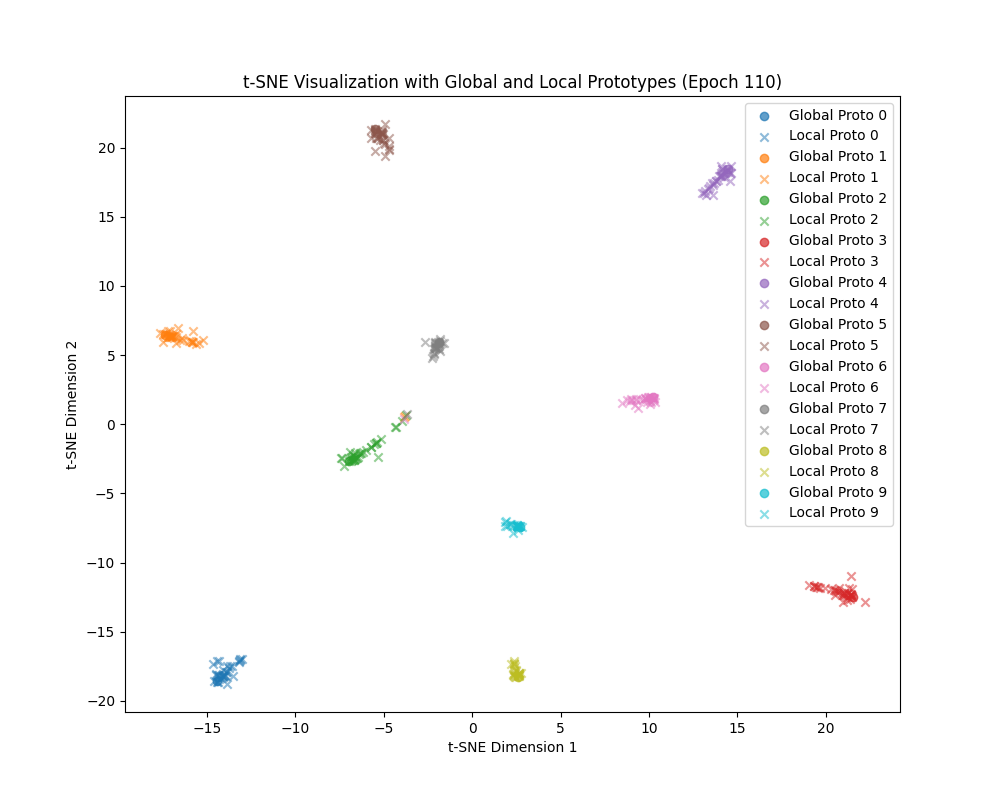 t-SNE Visualization with Global and Local Prototypes (Epoch 110)
Global Proto 0
Local Proto 0
Global Proto 1
Local Proto 1
Global Proto 2
Local Proto 2
Global Proto 3
Local Proto 3
Global Proto 4
Local Proto 4
Global Proto 5
Local Proto 5
Global Proto 6
Local Proto 6
Global Proto 7
Local Proto 7
Global Proto 8
Local Proto 8
Global Proto 9
Local Proto 9
t-SNE Dimension 2
20
15
10
5
0
−5
−10
−15
−20
−15
−10
−5
0
5
10
15
20
t-SNE Dimension 1